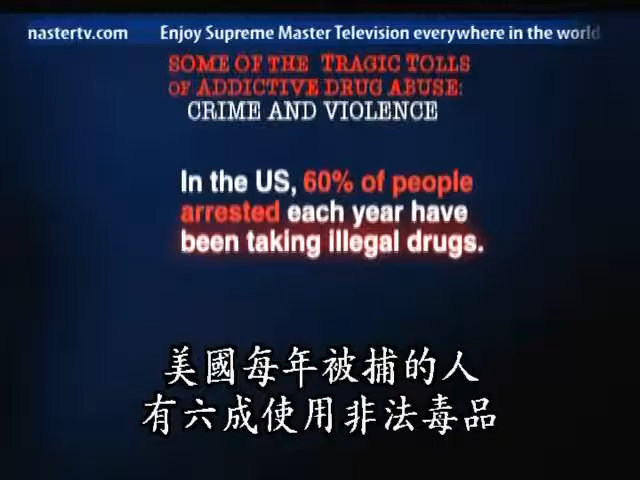 nastertv.com Enjoy Supreme Master Television everywhere in the world
SOME OF THE TRAGIC TOLLS
OF ADDICTIVE DRUG ABUSE:
CRIME AND VIOLENCE
In the US, 60% of people
arrested each year have
been taking illegal drugs.
美國每年被捕的人
有六成使用非法毒品